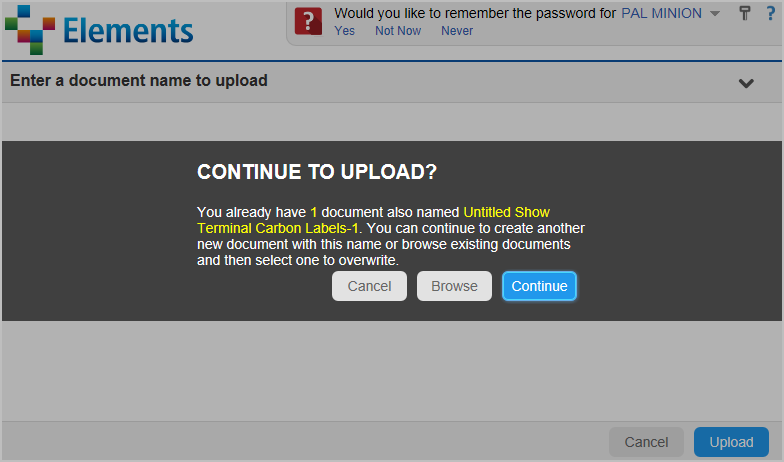 Elements
Would you like to remember the password for PAL MINION
Yes Not Now Never
Enter a document name to upload
CONTINUE TO UPLOAD?
You already have 1 document also named Untitled Show
Terminal Carbon Labels-1. You can continue to create another
new document with this name or browse existing documents
and then select one to overwrite.
Cancel Browse Continue
Cancel Upload